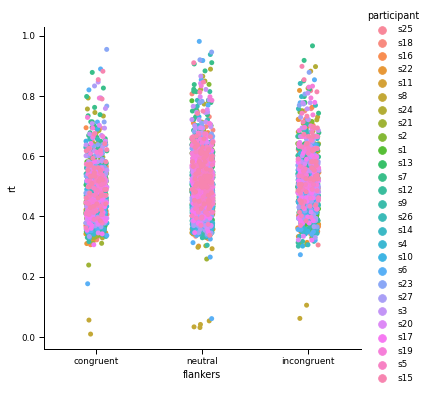 participant
s25
s18
s16
s22
s11
s8
s24
s21
s2
s1
s13
s7
s12
s9
s26
s14
s4
s10
s6
s23
s27
s3
s20
s17
s19
s5
s15
1.0
0.8
0.6
0.4
0.2
0.0
rt
congruent neutral incongruent
flankers